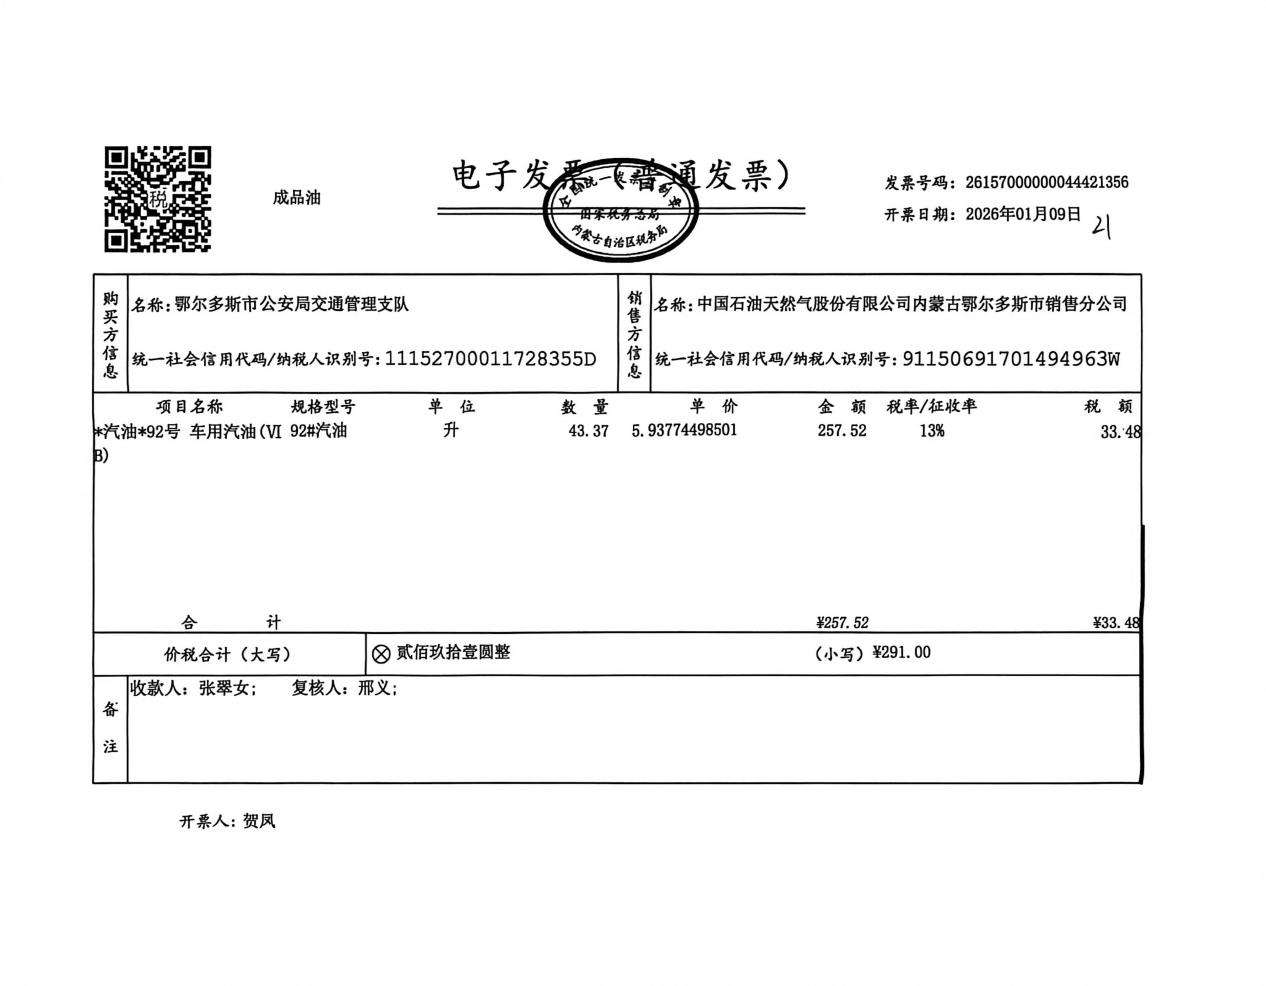 税
成品油
电子发票（普通发票）
全国统一发票监制章
国家税务总局
内蒙古自治区税务局
发票号码：26157000000044421356
开票日期：2026年01月09日
21
购买方信息
名称：鄂尔多斯市公安局交通管理支队
统一社会信用代码/纳税人识别号：11152700011728355D
销售方信息
名称：中国石油天然气股份有限公司内蒙古鄂尔多斯市销售分公司
统一社会信用代码/纳税人识别号：91150691701494963W
项目名称 规格型号 单位 数量 单价 金额 税率/征收率 税额
*汽油*92号 车用汽油(VI 92#汽油 升 43.37 5.93774498501 257.52 13% 33.48
B)
合计 ¥257.52 ¥33.48
价税合计（大写） ⊗贰佰玖拾壹圆整 （小写）¥291.00
备注
收款人：张翠女； 复核人：邢义；
开票人：贺凤